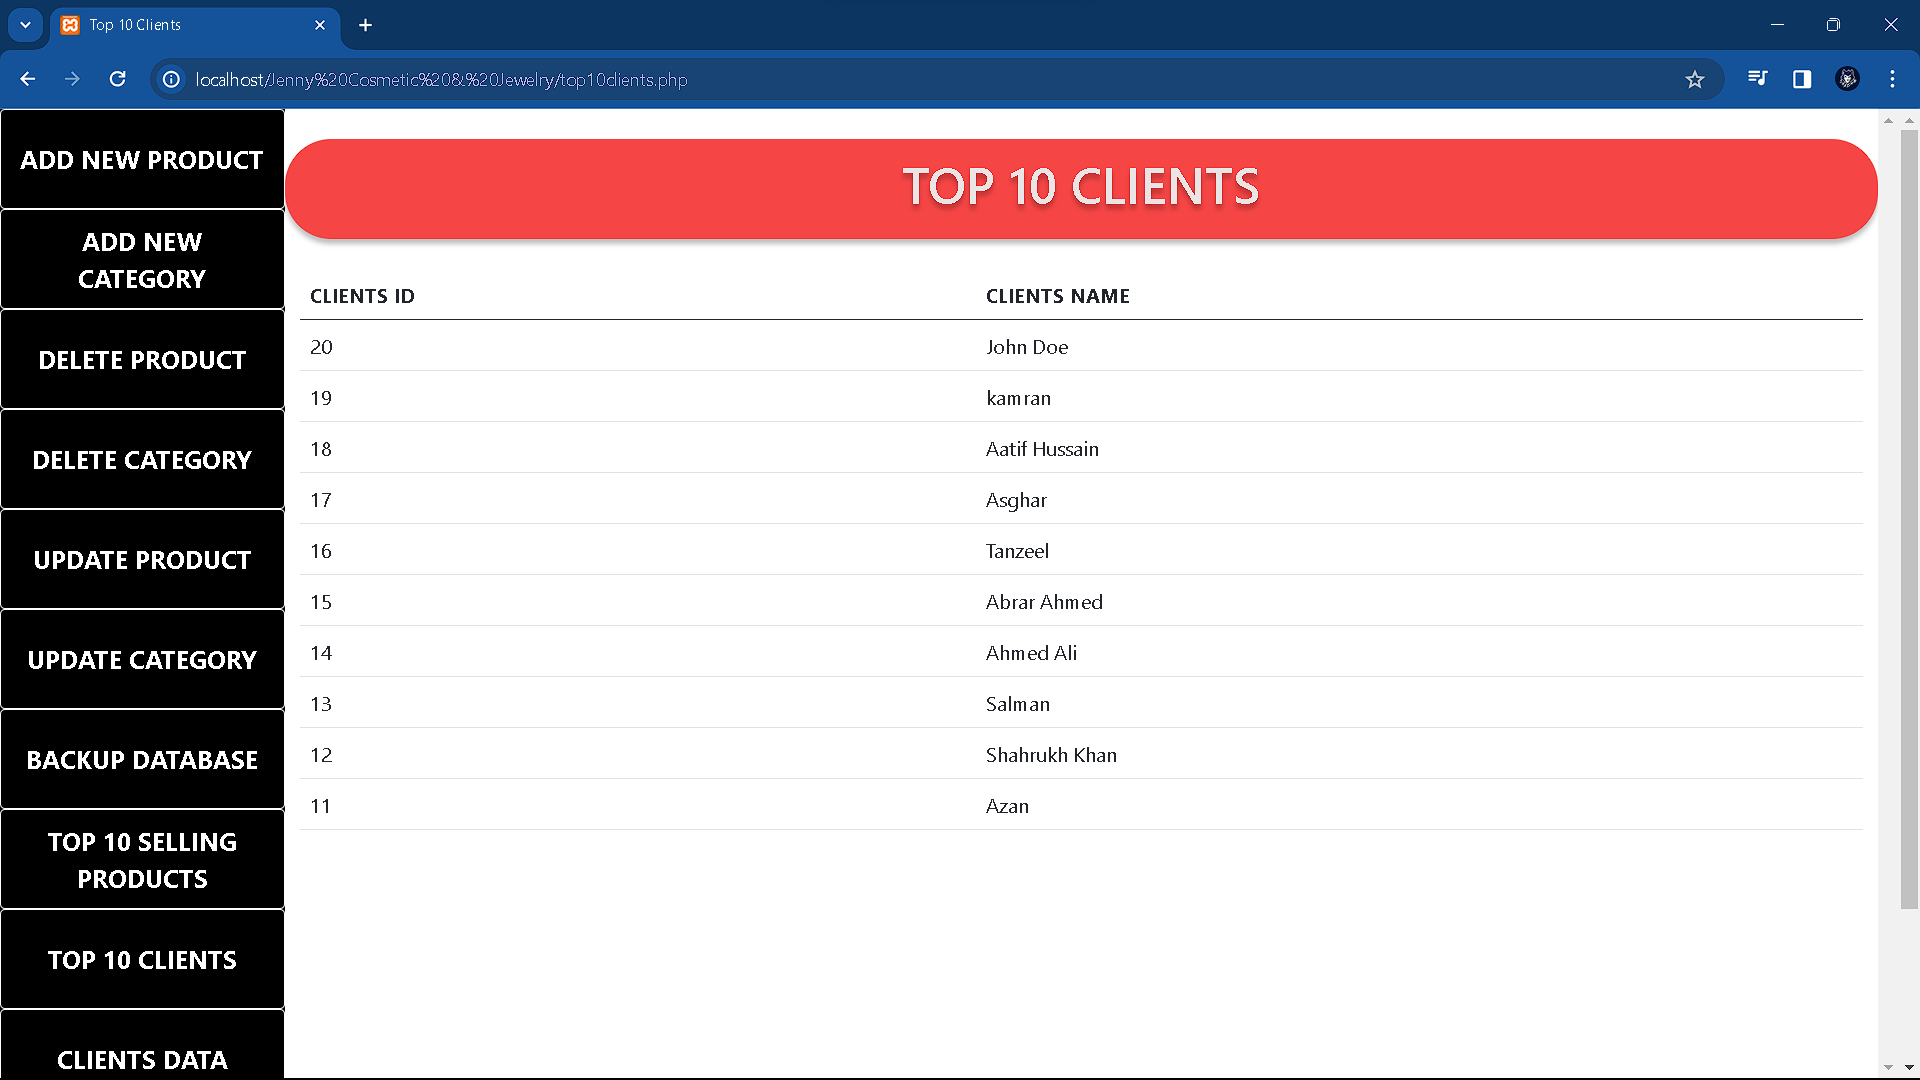 Top 10 Clients
localhost/Jenny%20Cosmetic%20&%20Jewelry/top10clients.php
ADD NEW PRODUCT
ADD NEW
CATEGORY
DELETE PRODUCT
DELETE CATEGORY
UPDATE PRODUCT
UPDATE CATEGORY
BACKUP DATABASE
TOP 10 SELLING
PRODUCTS
TOP 10 CLIENTS
CLIENTS DATA
TOP 10 CLIENTS
CLIENTS ID CLIENTS NAME
20 John Doe
19 kamran
18 Aatif Hussain
17 Asghar
16 Tanzeel
15 Abrar Ahmed
14 Ahmed Ali
13 Salman
12 Shahrukh Khan
11 Azan